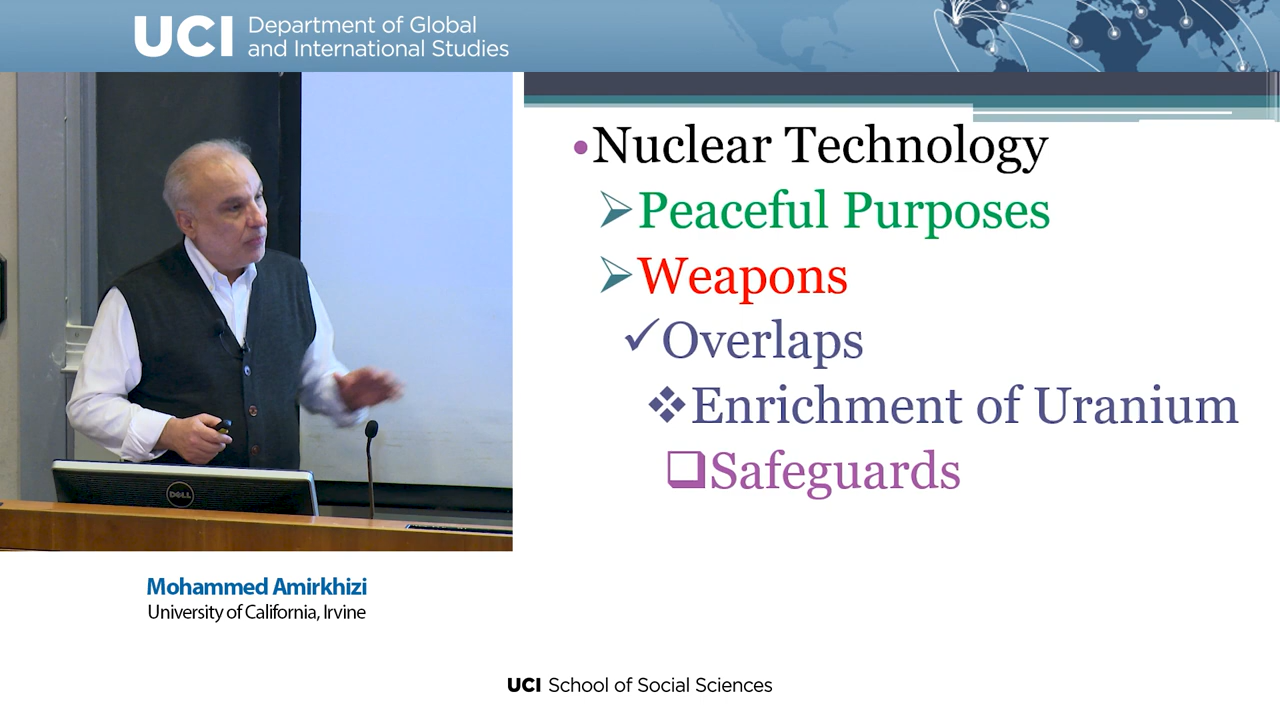 UCI Department of Global
and International Studies
•Nuclear Technology
➢Peaceful Purposes
➢Weapons
✓Overlaps
❖Enrichment of Uranium
❑Safeguards
DELL
Mohammed Amirkhizi
University of California, Irvine
UCI School of Social Sciences